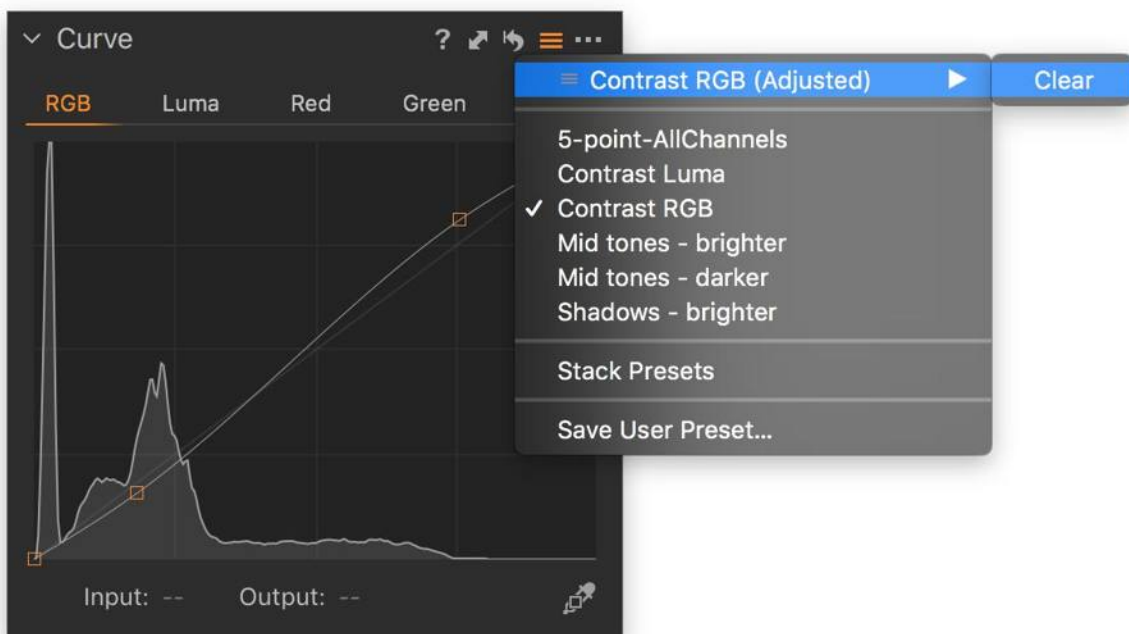 Curve
?
RGB Luma Red Green
Input: -- Output: --
Contrast RGB (Adjusted)
Clear
5-point-AllChannels
Contrast Luma
Contrast RGB
Mid tones - brighter
Mid tones - darker
Shadows - brighter
Stack Presets
Save User Preset...